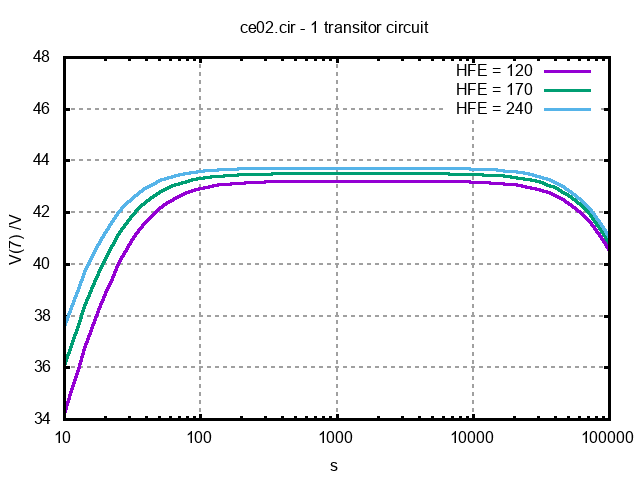 ce02.cir - 1 transitor circuit
48
46
44
42
40
38
36
34
V(7) /V
HFE = 120
HFE = 170
HFE = 240
10 100 1000 10000 100000
s